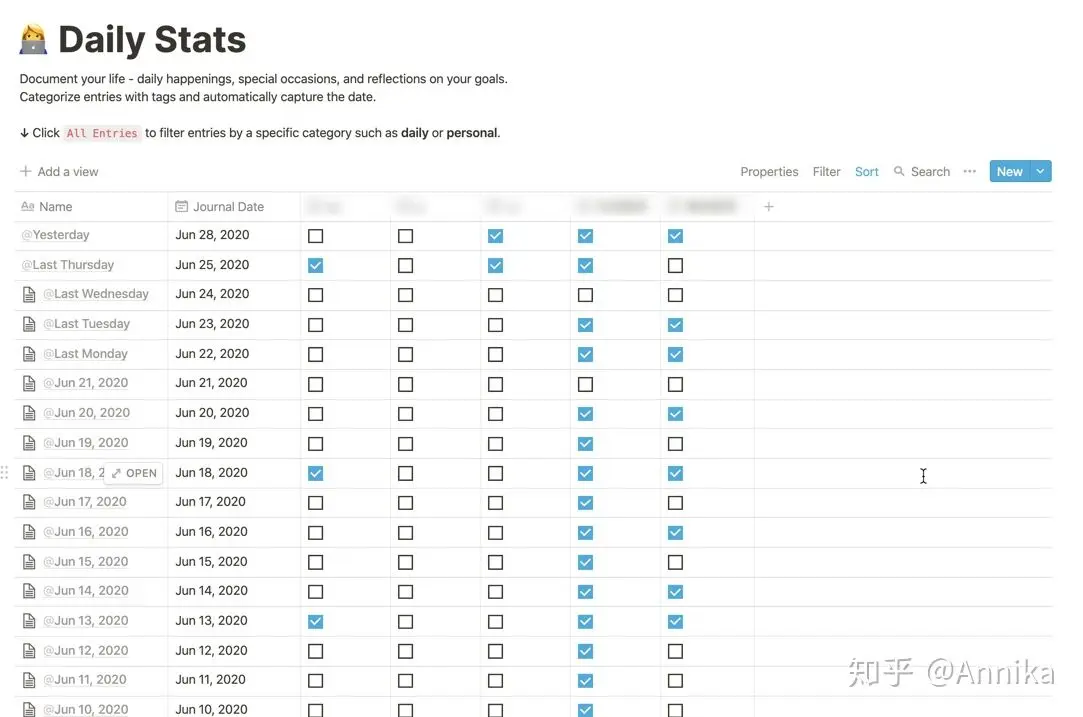 Daily Stats
Document your life - daily happenings, special occasions, and reflections on your goals.
Categorize entries with tags and automatically capture the date.
↓ Click All Entries to filter entries by a specific category such as daily or personal.
+ Add a view Properties Filter Sort Search ••• New
Aa Name Journal Date +
@Yesterday Jun 28, 2020
@Last Thursday Jun 25, 2020
@Last Wednesday Jun 24, 2020
@Last Tuesday Jun 23, 2020
@Last Monday Jun 22, 2020
@Jun 21, 2020 Jun 21, 2020
@Jun 20, 2020 Jun 20, 2020
@Jun 19, 2020 Jun 19, 2020
@Jun 18, 2 OPEN Jun 18, 2020
@Jun 17, 2020 Jun 17, 2020
@Jun 16, 2020 Jun 16, 2020
@Jun 15, 2020 Jun 15, 2020
@Jun 14, 2020 Jun 14, 2020
@Jun 13, 2020 Jun 13, 2020
@Jun 12, 2020 Jun 12, 2020
@Jun 11, 2020 Jun 11, 2020
@Jun 10, 2020 Jun 10, 2020
知乎 @Annika